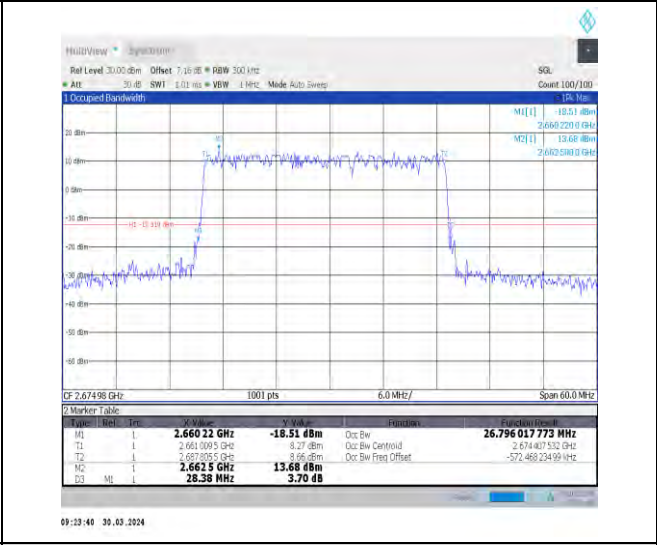 MultiView Spectrum
Ref Level 30.00 dBm Offset 7.16 dB RBW 300 kHz SGL
Att 30 dB SWT 1.01 ms VBW 1 MHz Mode Auto Sweep Count 100/100
1 Occupied Bandwidth 1Pk Max
M1[1] -18.51 dBm
2.660 220 0 GHz
M2[1] 13.68 dBm
2.662 500 0 GHz
20 dBm
M2
T1
10 dBm
0 dBm
-10 dBm
-20 dBm
-30 dBm
-40 dBm
-50 dBm
-60 dBm
CF 2.67498 GHz 1001 pts 6.0 MHz/ Span 60.0 MHz
2 Marker Table
Type Ref Trc X-Value Y-Value Function Function Result
M1 1 2.660 22 GHz -18.51 dBm Occ Bw 26.796 017 773 MHz
T1 1 2.661 009 5 GHz 8.27 dBm Occ Bw Centroid 2.674 407 532 GHz
T2 1 2.687 805 5 GHz 8.66 dBm Occ Bw Freq Offset -572.468 234 99 kHz
M2 1 2.662 5 GHz 13.68 dBm
D3 M1 1 28.38 MHz 3.70 dB
09:23:40 30.03.2024